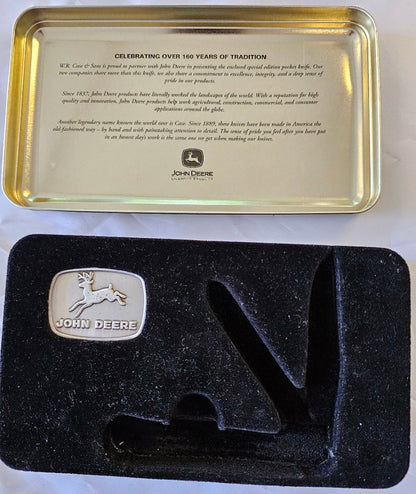 CELEBRATING OVER 160 YEARS OF TRADITION
W.R. Case & Sons is proud to partner with John Deere in presenting the enclosed special edition pocket knife. Our
two companies share more than this knife, we also share a commitment to excellence, integrity, and a deep sense of
pride in our products.
Since 1837, John Deere products have literally worked the landscapes of the world. With a reputation for high
quality and innovation, John Deere products help work agricultural, construction, commercial, and consumer
applications around the globe.
Another legendary name known the world over is Case. Since 1889, these knives have been made in America the
old-fashioned way – by hand and with painstaking attention to detail. The sense of pride you feel after you have put
in an honest day's work is the same one we get when making our knives.
JOHN DEERE
JOHN DEERE